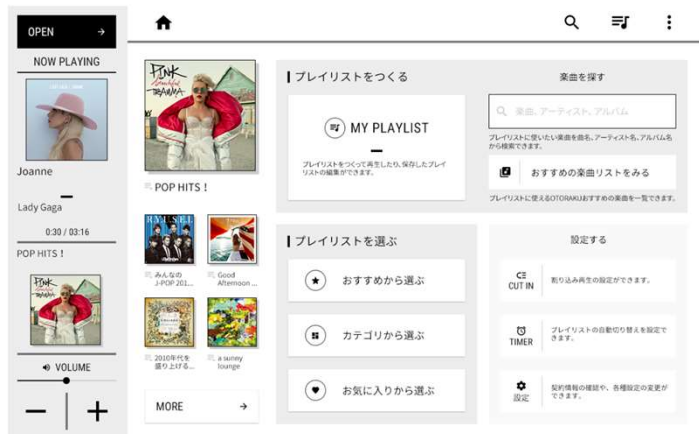 OPEN
NOW PLAYING
Joanne
Lady Gaga
0:30 / 03:16
POP HITS！
P!NK
beautiful
TRAUMA
VOLUME
P!NK
beautiful
TRAUMA
POP HITS！
RYUSEI
みんなの
J-POP 201...
Good
Afternoon ...
2010年代を
盛り上げる...
a sunny
lounge
MORE
プレイリストをつくる
MY PLAYLIST
プレイリストをつくって再生したり、保存したプレイ
リストの編集ができます。
楽曲を探す
楽曲、アーティスト、アルバム
プレイリストに使いたい楽曲を曲名、アーティスト名、アルバム名
から検索できます。
おすすめの楽曲リストをみる
プレイリストに使えるOTORAKUおすすめの楽曲を一覧できます。
プレイリストを選ぶ
おすすめから選ぶ
カテゴリから選ぶ
お気に入りから選ぶ
設定する
CUT IN
割り込み再生の設定ができます。
TIMER
プレイリストの自動切り替えを設定で
きます。
設定
契約情報の確認や、各種設定の変更が
できます。